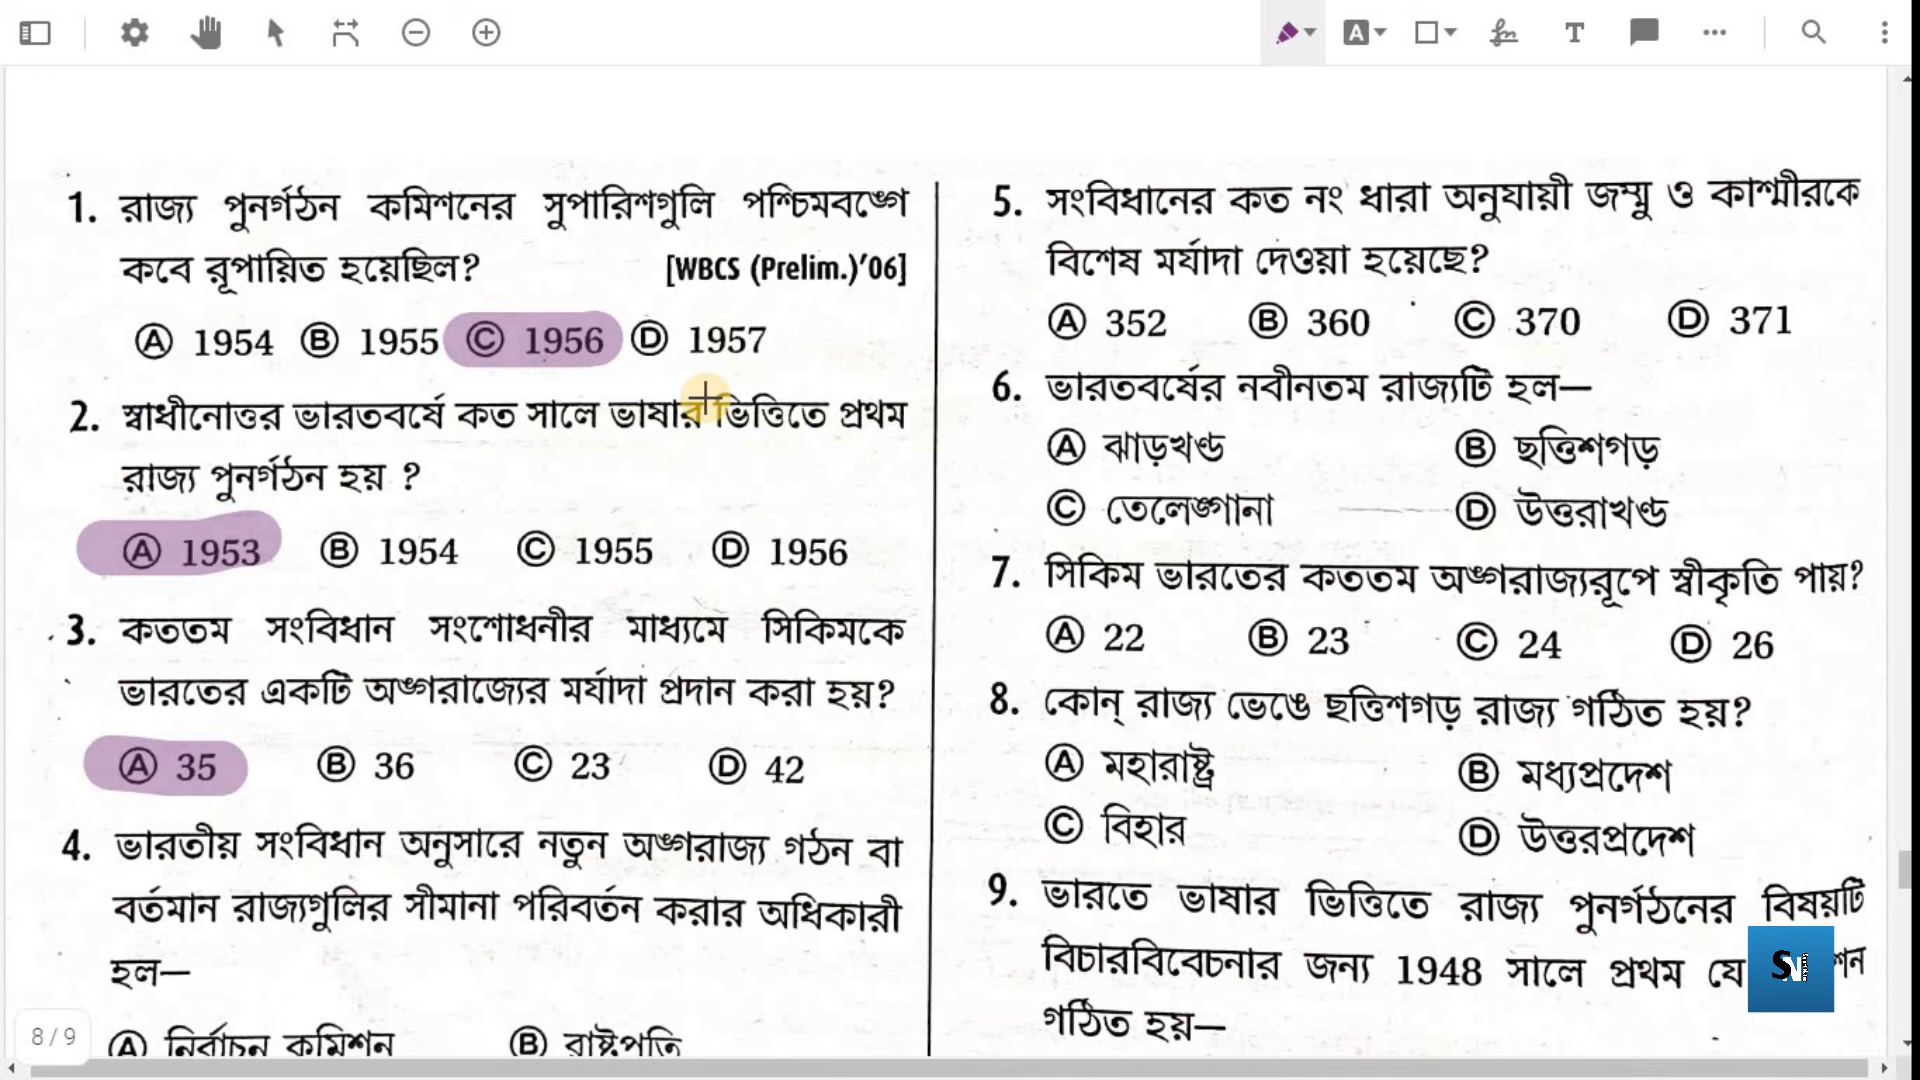 1. রাজ্য পুনর্গঠন কমিশনের সুপারিশগুলি পশ্চিমবঙ্গে
কবে রূপায়িত হয়েছিল? [WBCS (Prelim.)'06]
Ⓐ 1954 Ⓑ 1955 Ⓒ 1956 Ⓓ 1957
2. স্বাধীনোত্তর ভারতবর্ষে কত সালে ভাষার ভিত্তিতে প্রথম
রাজ্য পুনর্গঠন হয় ?
Ⓐ 1953 Ⓑ 1954 Ⓒ 1955 Ⓓ 1956
3. কততম সংবিধান সংশোধনীর মাধ্যমে সিকিমকে
ভারতের একটি অঙ্গরাজ্যের মর্যাদা প্রদান করা হয়?
Ⓐ 35 Ⓑ 36 Ⓒ 23 Ⓓ 42
4. ভারতীয় সংবিধান অনুসারে নতুন অঙ্গরাজ্য গঠন বা
বর্তমান রাজ্যগুলির সীমানা পরিবর্তন করার অধিকারী
হল—
Ⓐ নির্বাচন কমিশন Ⓑ রাষ্ট্রপতি
5. সংবিধানের কত নং ধারা অনুযায়ী জম্মু ও কাশ্মীরকে
বিশেষ মর্যাদা দেওয়া হয়েছে?
Ⓐ 352 Ⓑ 360 Ⓒ 370 Ⓓ 371
6. ভারতবর্ষের নবীনতম রাজ্যটি হল—
Ⓐ ঝাড়খণ্ড Ⓑ ছত্তিশগড়
Ⓒ তেলেঙ্গানা Ⓓ উত্তরাখণ্ড
7. সিকিম ভারতের কততম অঙ্গরাজ্যরূপে স্বীকৃতি পায়?
Ⓐ 22 Ⓑ 23 Ⓒ 24 Ⓓ 26
8. কোন্ রাজ্য ভেঙে ছত্তিশগড় রাজ্য গঠিত হয়?
Ⓐ মহারাষ্ট্র Ⓑ মধ্যপ্রদেশ
Ⓒ বিহার Ⓓ উত্তরপ্রদেশ
9. ভারতে ভাষার ভিত্তিতে রাজ্য পুনর্গঠনের বিষয়টি
বিচারবিবেচনার জন্য 1948 সালে প্রথম যে
গঠিত হয়—
8 / 9